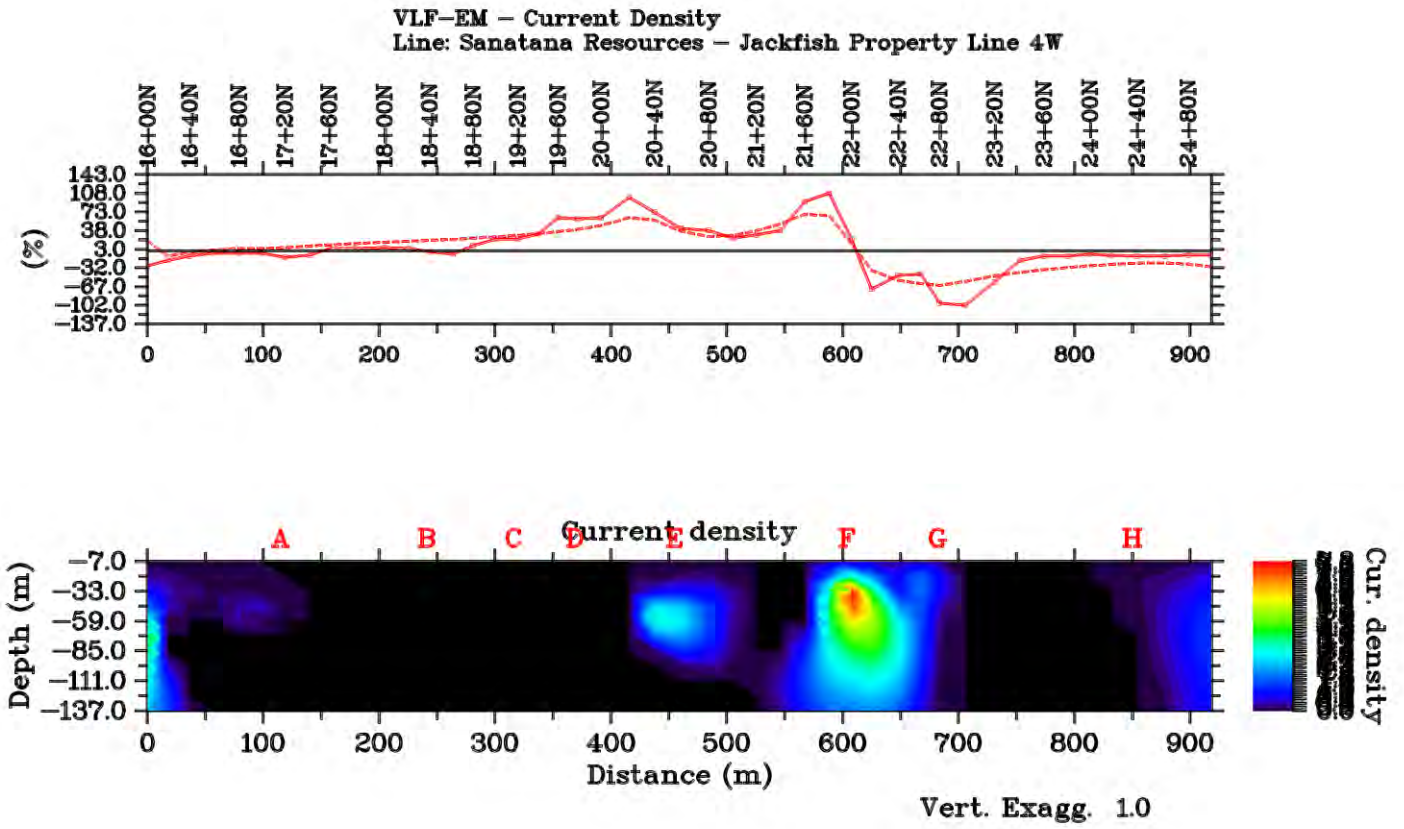 VLF-EM - Current Density
Line: Sanatana Resources - Jackfish Property Line 4W
16+00N 16+40N 16+80N 17+20N 17+60N 18+00N 18+40N 18+80N 19+20N 19+60N 20+00N 20+40N 20+80N 21+20N 21+60N 22+00N 22+40N 22+80N 23+20N 23+60N 24+00N 24+40N 24+80N
143.0
108.0
73.0
38.0
3.0
-32.0
-67.0
-102.0
-137.0
(%)
0 100 200 300 400 500 600 700 800 900
Current density
A B C D E F G H
-7.0
-33.0
-59.0
-85.0
-111.0
-137.0
Depth (m)
Cur. density
0 100 200 300 400 500 600 700 800 900
Distance (m)
Vert. Exagg. 1.0